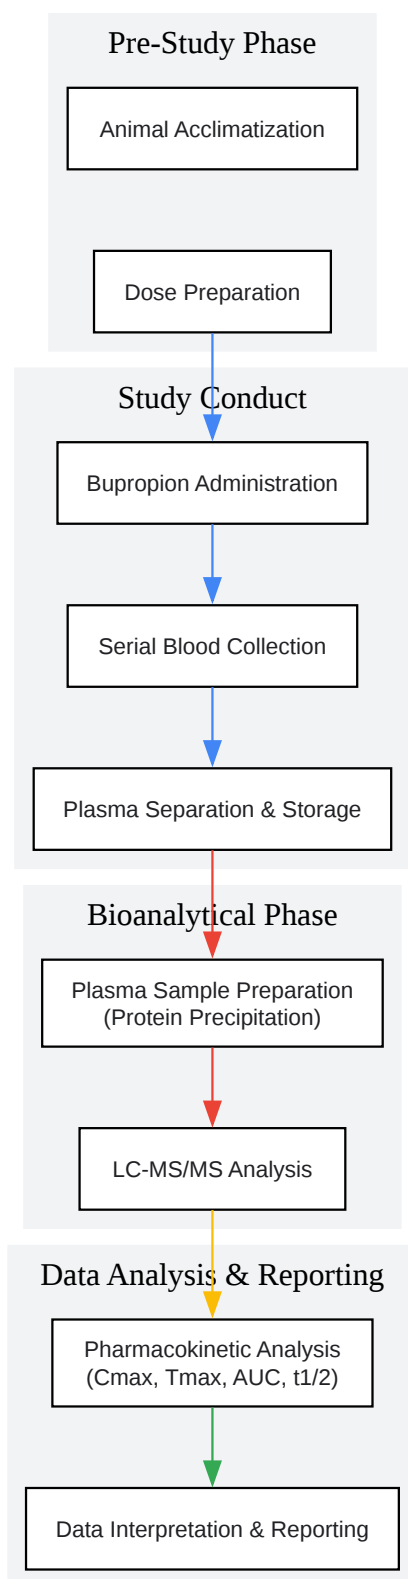 Pre-Study Phase
Animal Acclimatization
Dose Preparation
Study Conduct
Bupropion Administration
Serial Blood Collection
Plasma Separation & Storage
Bioanalytical Phase
Plasma Sample Preparation
(Protein Precipitation)
LC-MS/MS Analysis
Data Analysis & Reporting
Pharmacokinetic Analysis
(Cmax, Tmax, AUC, t1/2)
Data Interpretation & Reporting